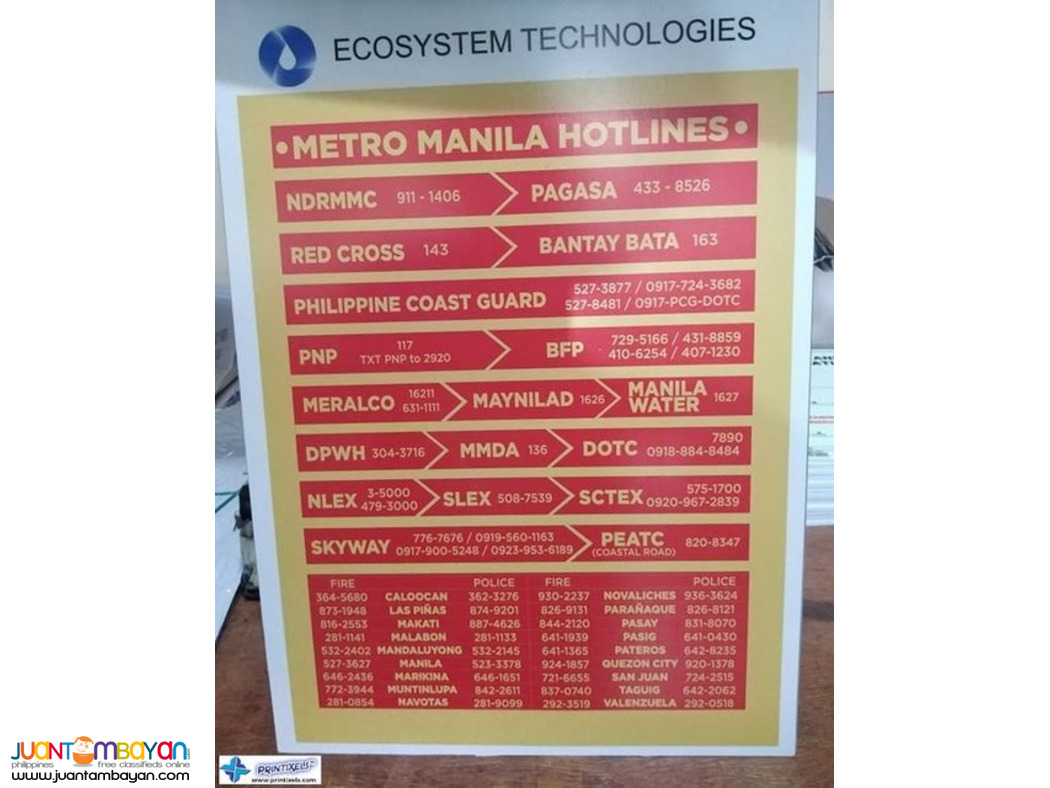 ECOSYSTEM TECHNOLOGIES
• METRO MANILA HOTLINES •
NDRMMC 911 - 1406 PAGASA 433 - 8526
RED CROSS 143 BANTAY BATA 163
PHILIPPINE COAST GUARD 527-3877 / 0917-724-3682
527-8481 / 0917-PCG-DOTC
PNP 117
TXT PNP to 2920
BFP 729-5166 / 431-8859
410-6254 / 407-1230
MERALCO 16211
631-1111
MAYNILAD 1626
MANILA
WATER 1627
DPWH 304-3716 MMDA 136 DOTC 7890
0918-884-8484
NLEX 3-5000
479-3000
SLEX 508-7539
SCTEX 575-1700
0920-967-2839
SKYWAY 776-7676 / 0919-560-1163
0917-900-5248 / 0923-953-6189
PEATC
(COASTAL ROAD) 820-8347
FIRE POLICE FIRE POLICE
364-5680 CALOOCAN 362-3276 930-2237 NOVALICHES 936-3624
873-1948 LAS PIÑAS 874-9201 826-9131 PARAÑAQUE 826-8121
816-2553 MAKATI 887-4626 844-2120 PASAY 831-8070
281-1141 MALABON 281-1133 641-1939 PASIG 641-0430
532-2402 MANDALUYONG 532-2145 641-1365 PATEROS 642-8235
527-3627 MANILA 523-3378 924-1857 QUEZON CITY 920-1378
646-2436 MARIKINA 646-1651 721-6655 SAN JUAN 724-2515
772-3944 MUNTINLUPA 842-2611 837-0740 TAGUIG 642-2062
281-0854 NAVOTAS 281-9099 292-3519 VALENZUELA 292-0518
JUANTAMBAYAN
philippines free classifieds online
www.juantambayan.com
PRINTIXELS
www.printixels.com